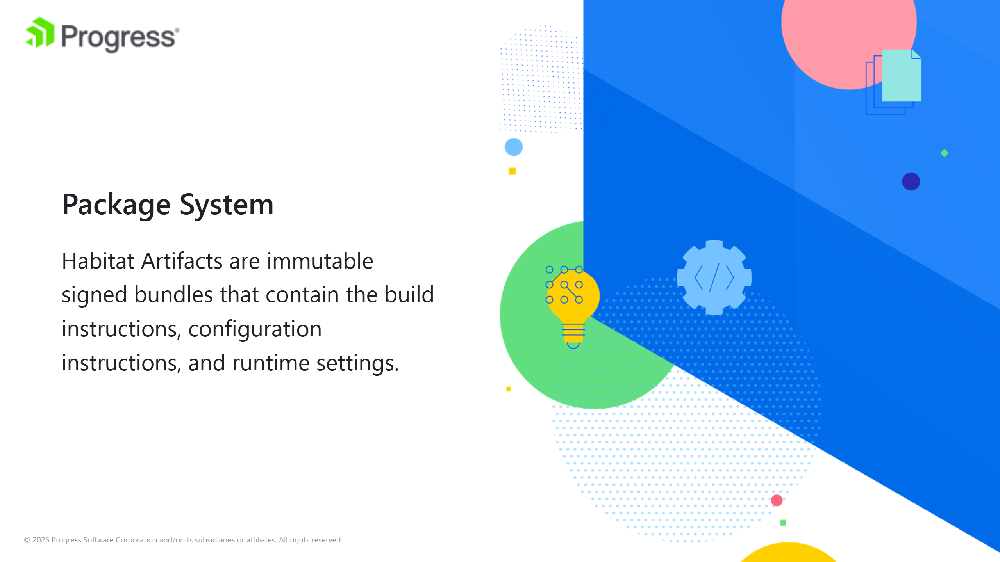 Progress®
Package System
Habitat Artifacts are immutable
signed bundles that contain the build
instructions, configuration
instructions, and runtime settings.
© 2025 Progress Software Corporation and/or its subsidiaries or affiliates. All rights reserved.